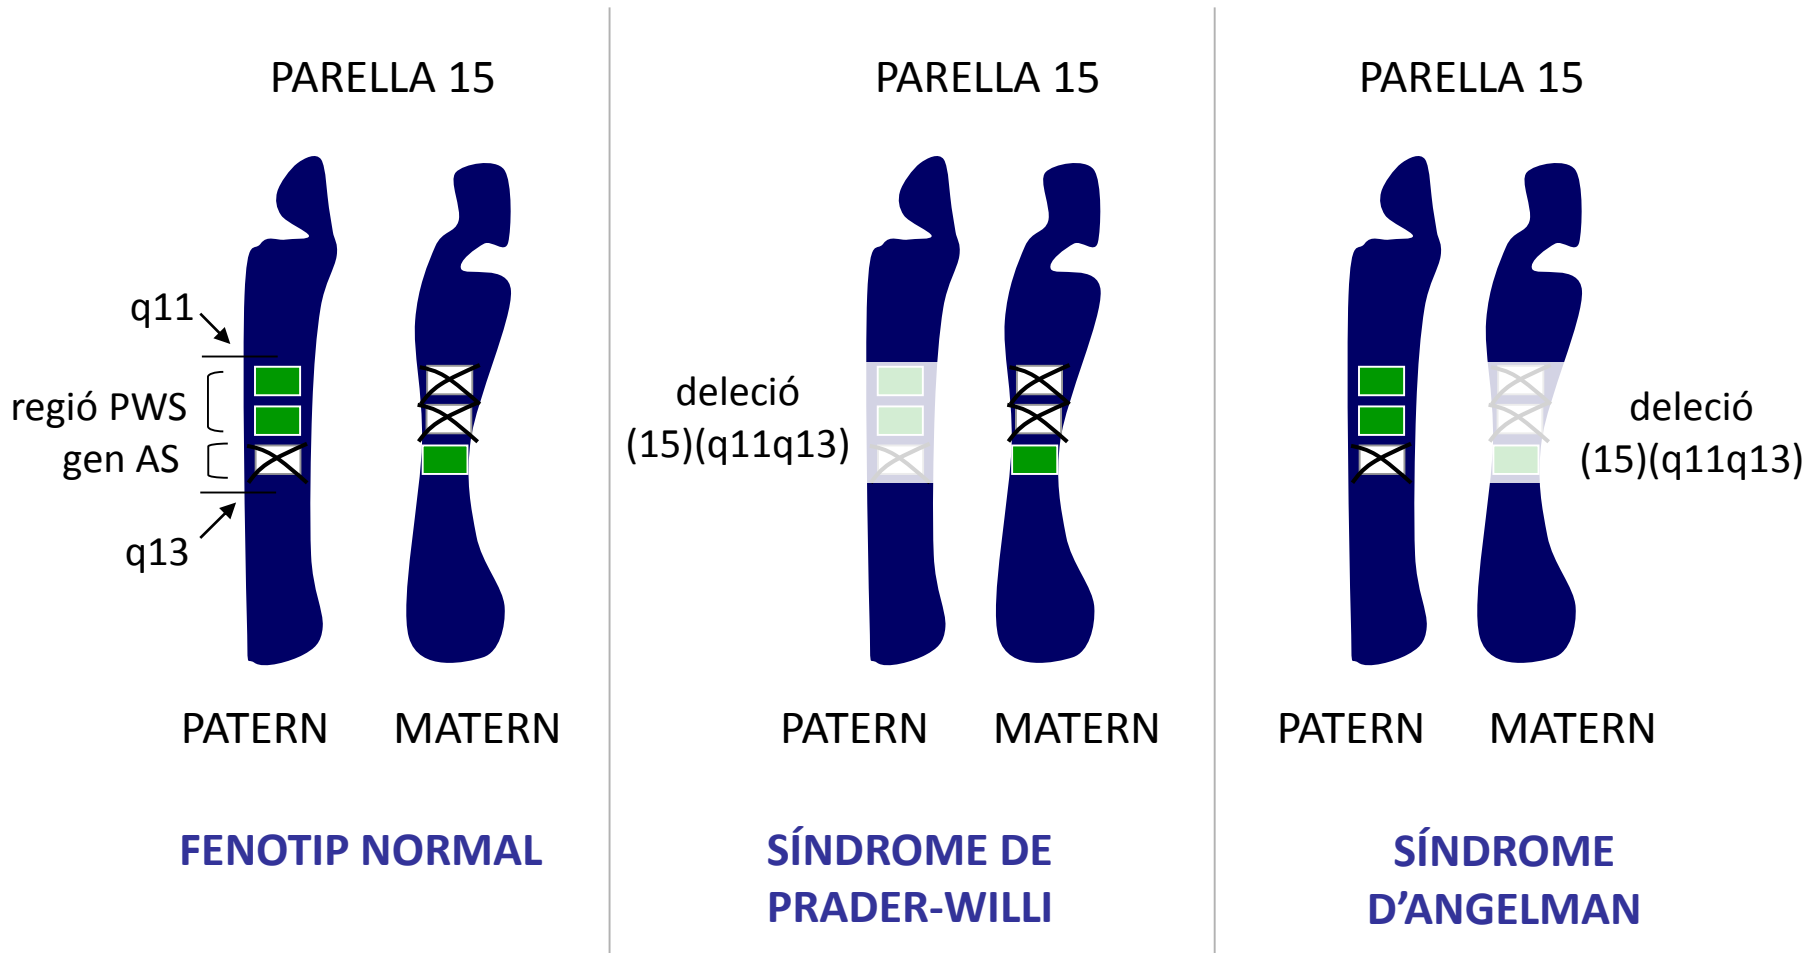 PARELLA 15
q11
regió PWS
gen AS
q13
PATERN
MATERN
FENOTIP NORMAL
PARELLA 15
deleció
(15)(q11q13)
PATERN
MATERN
SÍNDROME DE
PRADER-WILLI
PARELLA 15
deleció
(15)(q11q13)
PATERN
MATERN
SÍNDROME
D’ANGELMAN